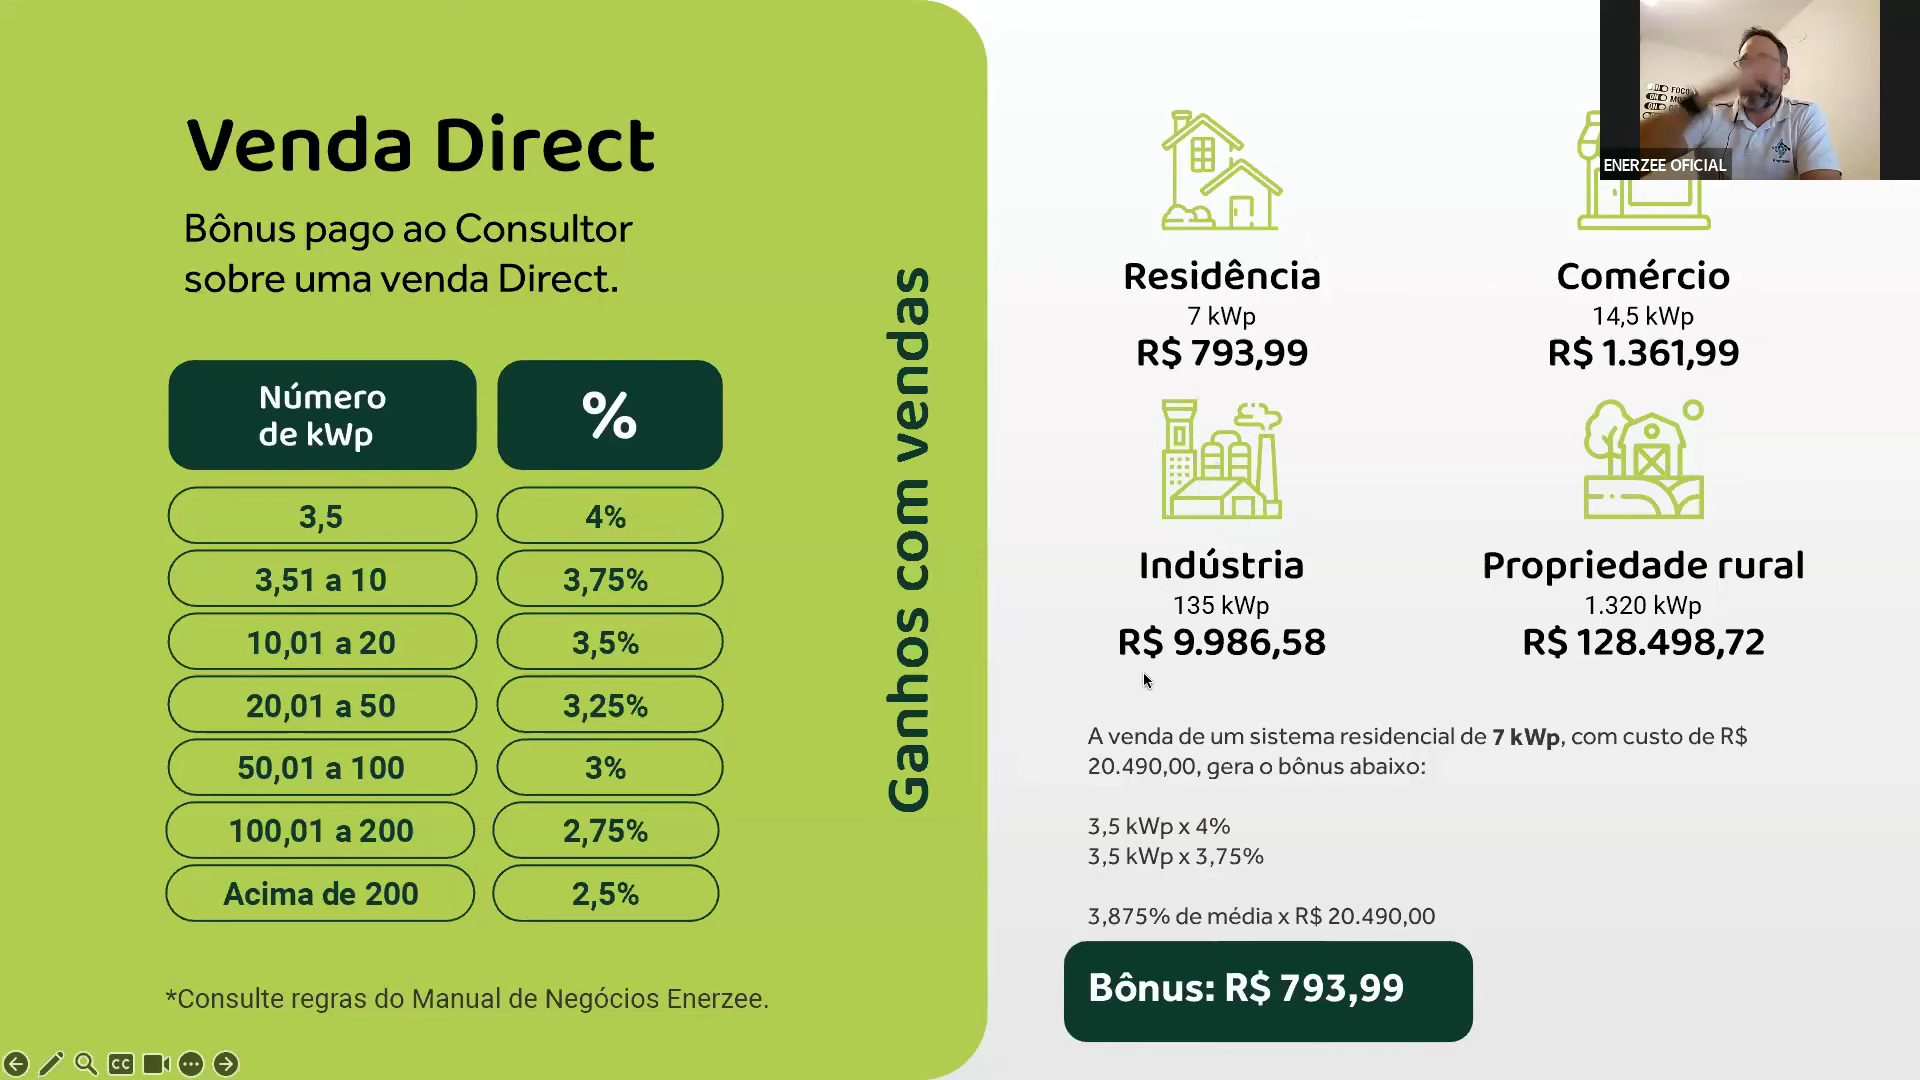 Venda Direct
Bônus pago ao Consultor
sobre uma venda Direct.
Número
de kWp
%
3,5
4%
3,51 a 10
3,75%
10,01 a 20
3,5%
20,01 a 50
3,25%
50,01 a 100
3%
100,01 a 200
2,75%
Acima de 200
2,5%
*Consulte regras do Manual de Negócios Enerzee.
Ganhos com vendas
Residência
7 kWp
R$ 793,99
Comércio
14,5 kWp
R$ 1.361,99
Indústria
135 kWp
R$ 9.986,58
Propriedade rural
1.320 kWp
R$ 128.498,72
A venda de um sistema residencial de 7 kWp, com custo de R$
20.490,00, gera o bônus abaixo:
3,5 kWp x 4%
3,5 kWp x 3,75%
3,875% de média x R$ 20.490,00
Bônus: R$ 793,99
FOCO
ENERZEE OFICIAL
CC